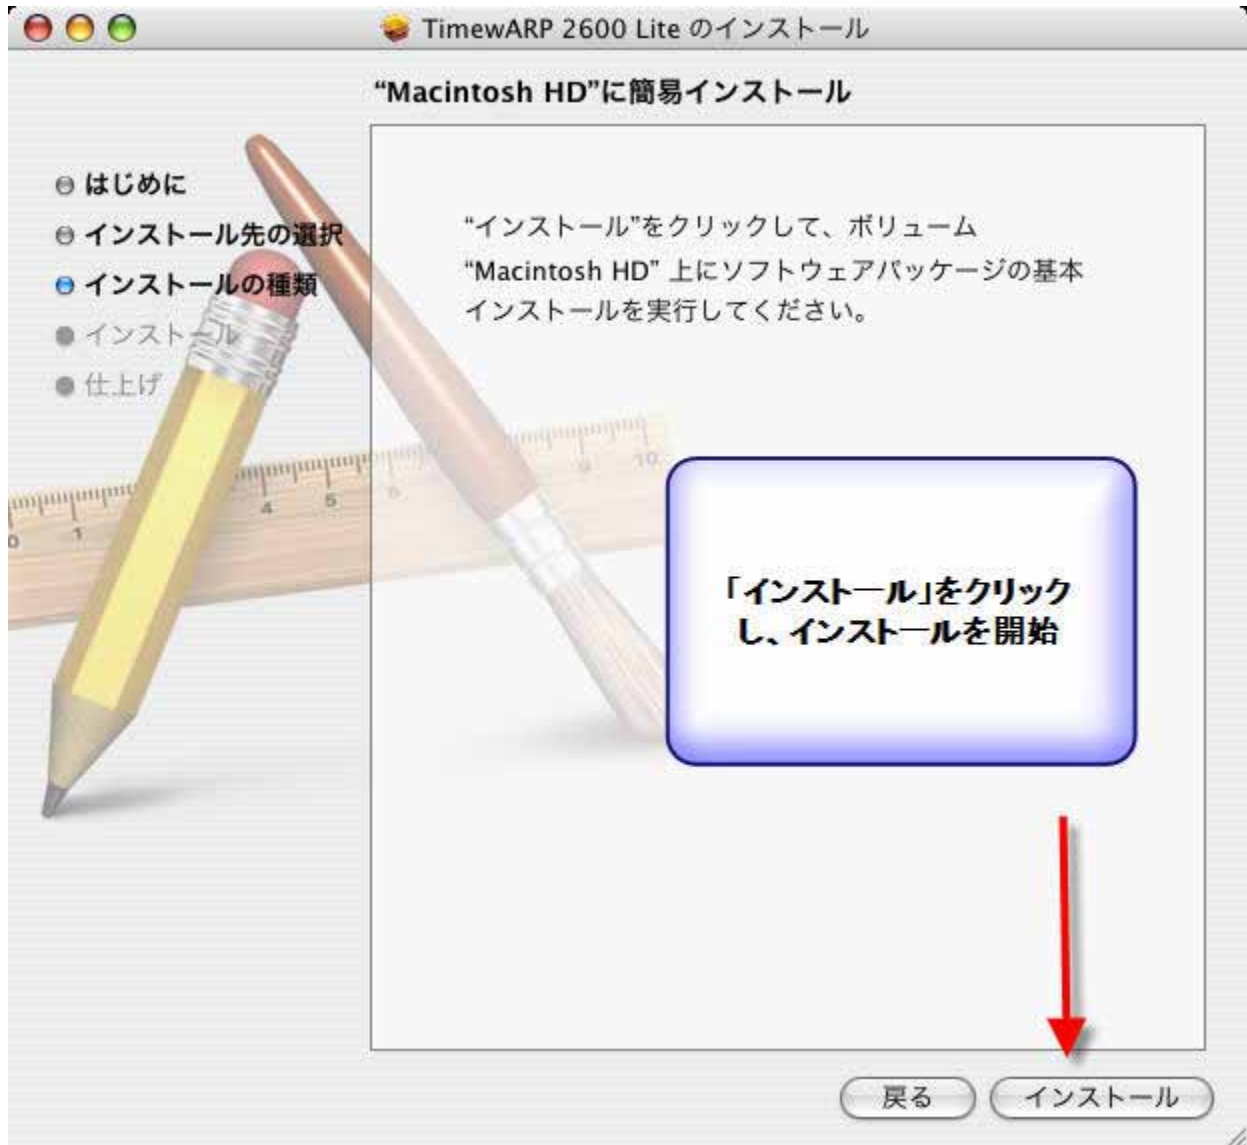 TimewARP 2600 Lite のインストール
“Macintosh HD”に簡易インストール
はじめに
インストール先の選択
インストールの種類
インストール
仕上げ
“インストール”をクリックして、ボリューム
“Macintosh HD” 上にソフトウェアパッケージの基本
インストールを実行してください。
0 1 4 5 6 9 10
「インストール」をクリック
し、インストールを開始
戻る
インストール